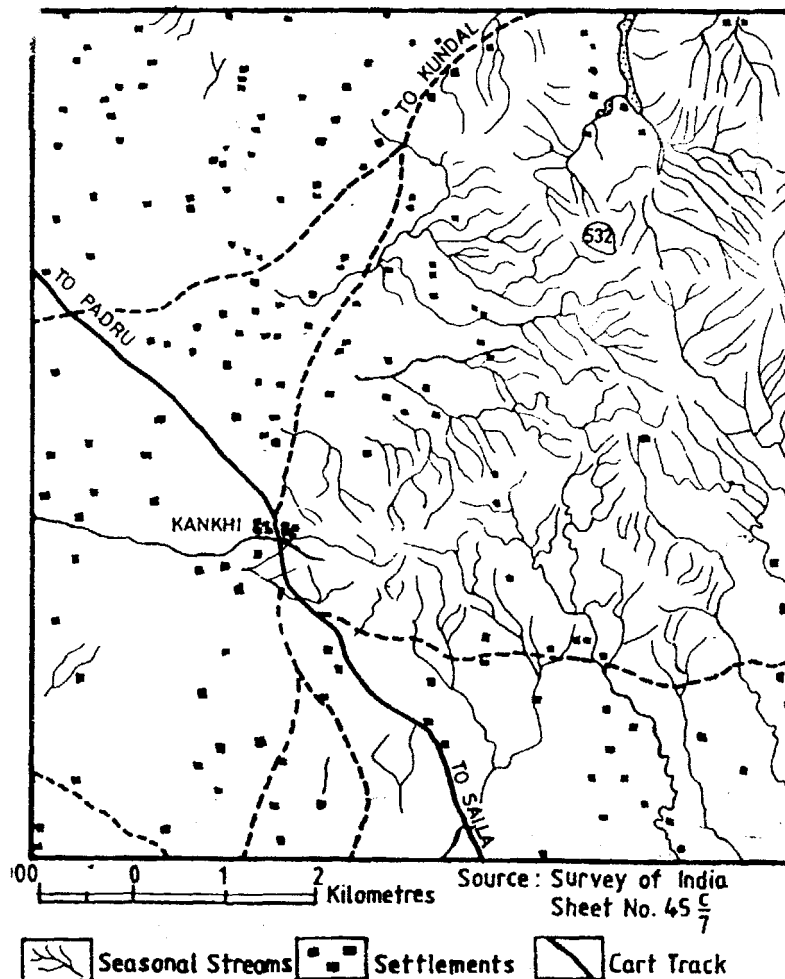 TO KUNDAL
532
TO PADRU
KANKHI
TO SAILA
000 0 1 2 Kilometres
Source: Survey of India
Sheet No. 45 C/7
Seasonal Streams Settlements Cart Track